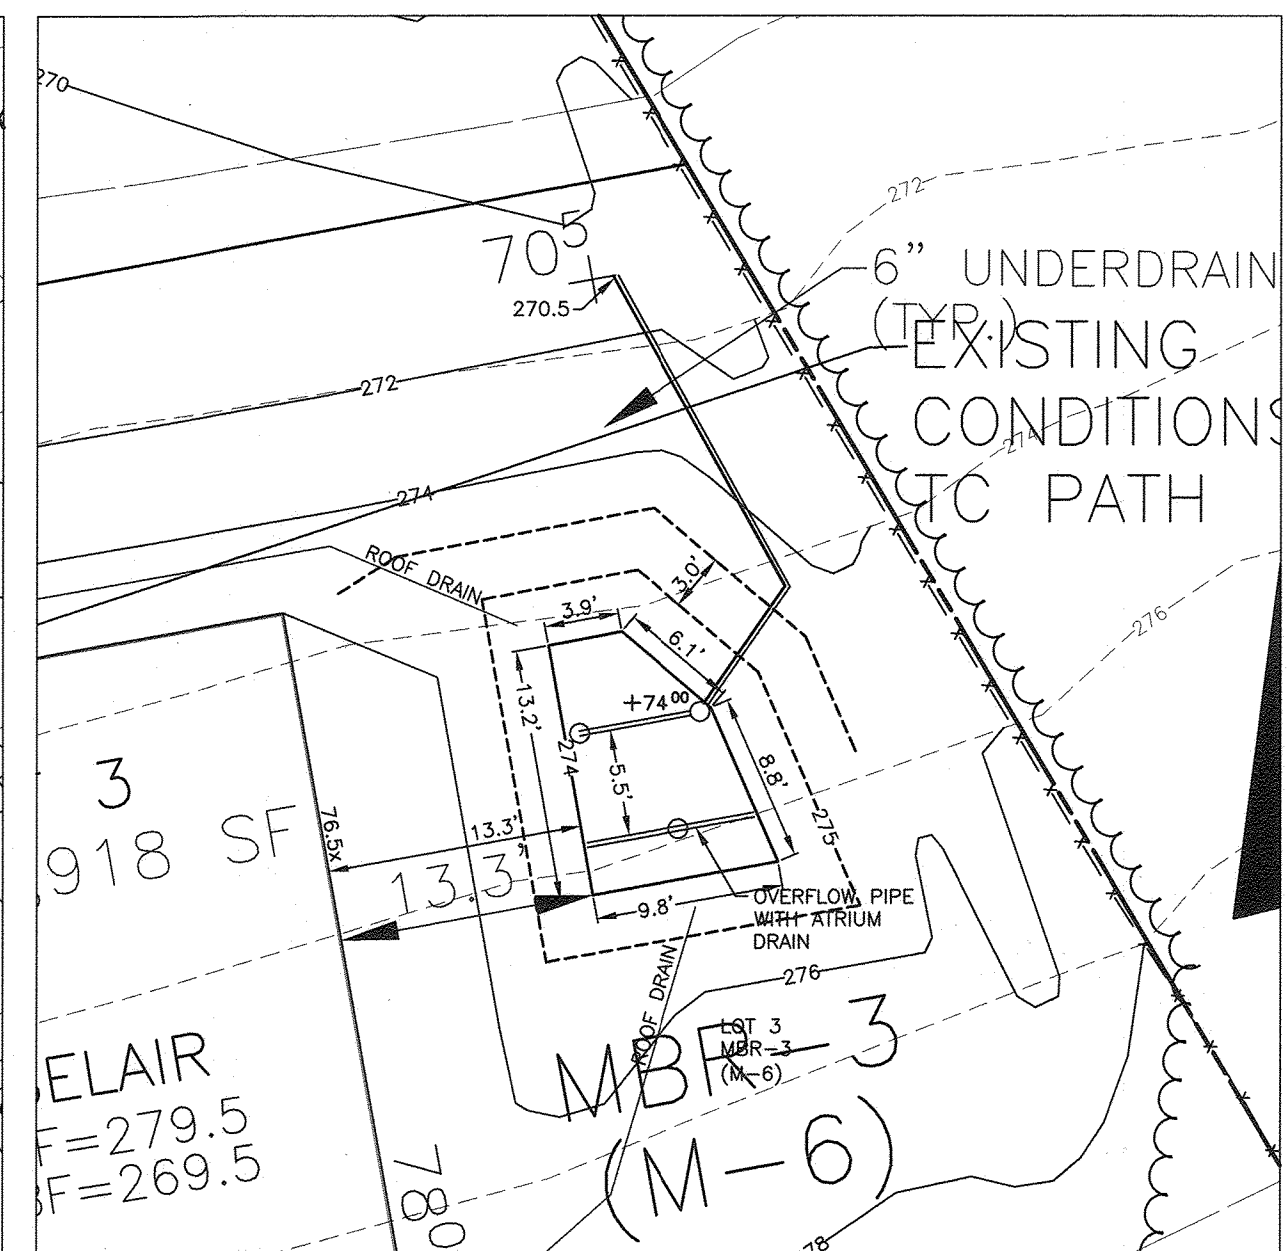 270
272
70⁵
6” UNDERDRAIN
(TYP.)
270.5
EXISTING
CONDITIONS
TC PATH
272
274
274
276
ROOF DRAIN
3.9'
3.0'
6.1'
13.2'
+74⁰⁰
274
5.5'
8.8'
275
3
918 SF
76.5x
13.3'
13.3'
9.8'
OVERFLOW PIPE
WITH ATRIUM
DRAIN
ROOF DRAIN
276
MBR-3
(M-6)
LOT 3
MBR-3
(M-6)
ELAIR
F=279.5
F=269.5
78⁰
78